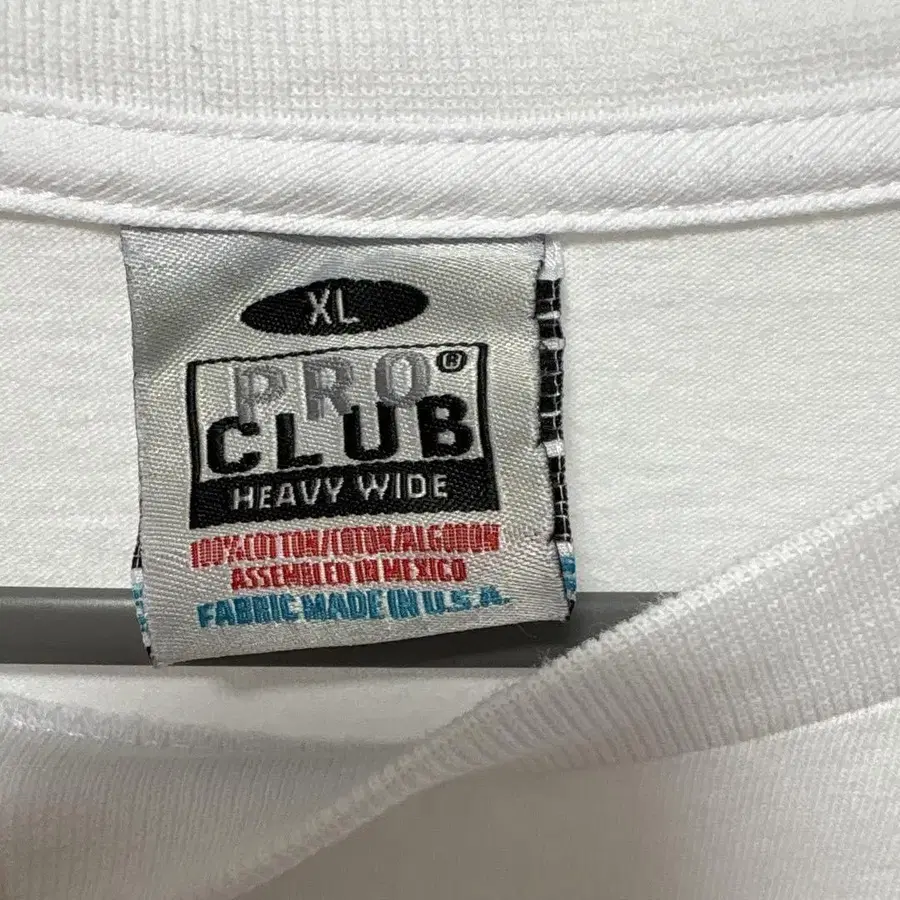 XL
PRO®
CLUB
HEAVY WIDE
100% COTTON/COTON/ALGODON
ASSEMBLED IN MEXICO
FABRIC MADE IN U.S.A.